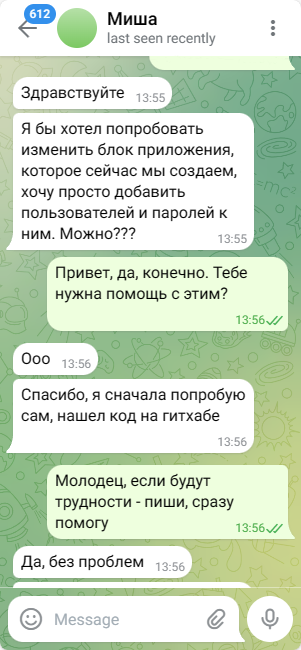 612
Миша
last seen recently
Здравствуйте 13:55
Я бы хотел попробовать
изменить блок приложения,
которое сейчас мы создаем,
хочу просто добавить
пользователей и паролей к
ним. Можно???
13:55
Привет, да, конечно. Тебе
нужна помощь с этим?
13:56
Ооо 13:56
Спасибо, я сначала попробую
сам, нашел код на гитхабе
13:56
Молодец, если будут
трудности - пиши, сразу
помогу
13:56
Да, без проблем 13:56
Message